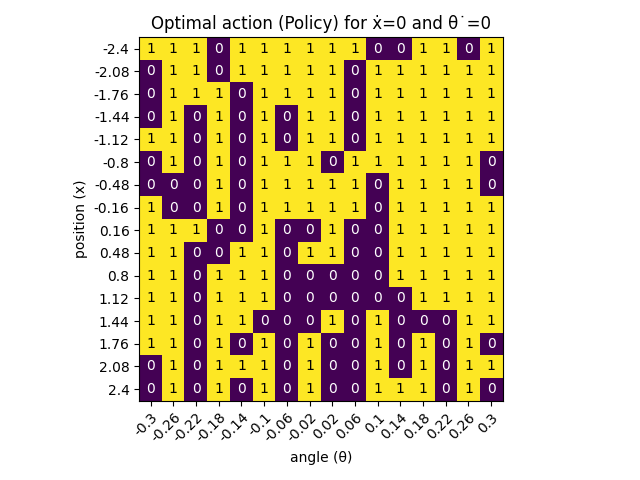 Optimal action (Policy) for ẋ=0 and θ˙=0
-2.4 1 1 1 0 1 1 1 1 1 1 0 0 1 1 0 1
-2.08 0 1 1 0 1 1 1 1 1 0 1 1 1 1 1 1
-1.76 0 1 1 1 0 1 1 1 1 0 1 1 1 1 1 1
-1.44 0 1 0 1 0 1 0 1 1 0 1 1 1 1 1 1
-1.12 1 1 0 1 0 1 0 1 1 0 1 1 1 1 1 1
-0.8 0 1 0 1 0 1 1 1 0 1 1 1 1 1 1 0
-0.48 0 0 0 1 0 1 1 1 1 1 0 1 1 1 1 0
-0.16 1 0 0 1 0 1 1 1 1 1 0 1 1 1 1 1
0.16 1 1 1 0 0 1 0 0 1 0 0 1 1 1 1 1
0.48 1 1 0 0 1 1 0 1 1 0 0 1 1 1 1 1
0.8 1 1 0 1 1 1 0 0 0 0 0 1 1 1 1 1
1.12 1 1 0 1 1 1 0 0 0 0 0 0 1 1 1 1
1.44 1 1 0 1 1 0 0 0 1 0 1 0 0 0 1 1
1.76 1 1 0 1 0 1 0 1 0 0 1 0 1 0 1 0
2.08 0 1 0 1 1 1 0 1 0 0 1 0 1 0 1 1
2.4 0 1 0 1 0 1 0 1 0 0 1 1 1 0 1 0
position (x)
-0.3 -0.26 -0.22 -0.18 -0.14 -0.1 -0.06 -0.02 0.02 0.06 0.1 0.14 0.18 0.22 0.26 0.3
angle (θ)